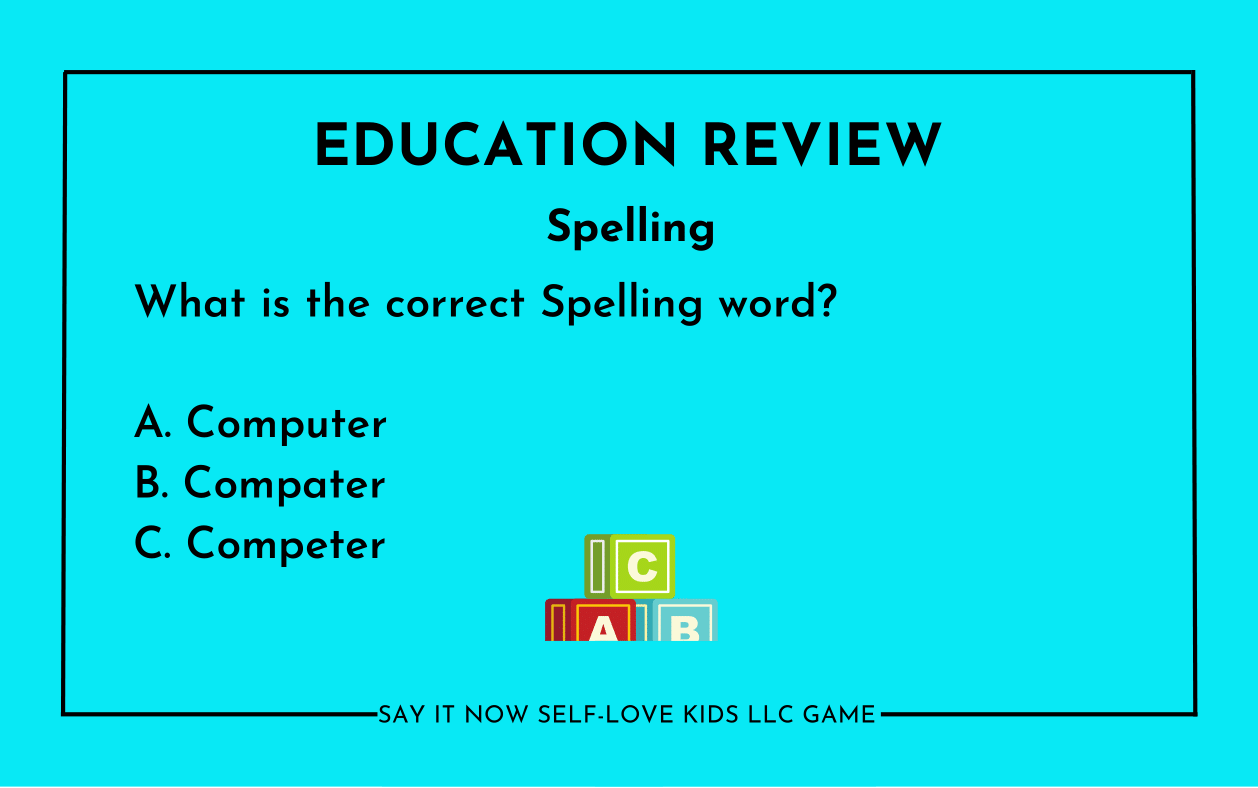 EDUCATION REVIEW
Spelling
What is the correct Spelling word?
A. Computer
B. Compater
C. Competer
C
A B
SAY IT NOW SELF-LOVE KIDS LLC GAME